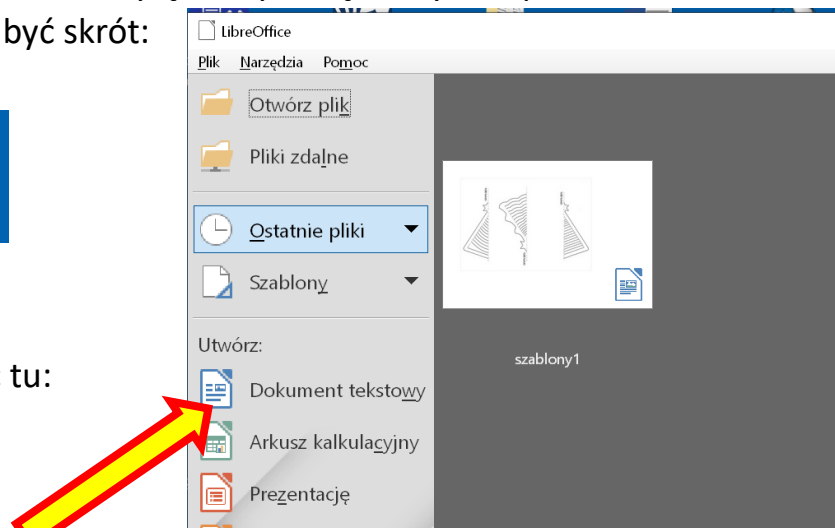 być skrót:
LibreOffice
Plik Narzędzia Pomoc
Otwórz plik
Pliki zdalne
Ostatnie pliki
Szablony
szablony1
Utwórz:
tu:
Dokument tekstowy
Arkusz kalkulacyjny
Prezentację